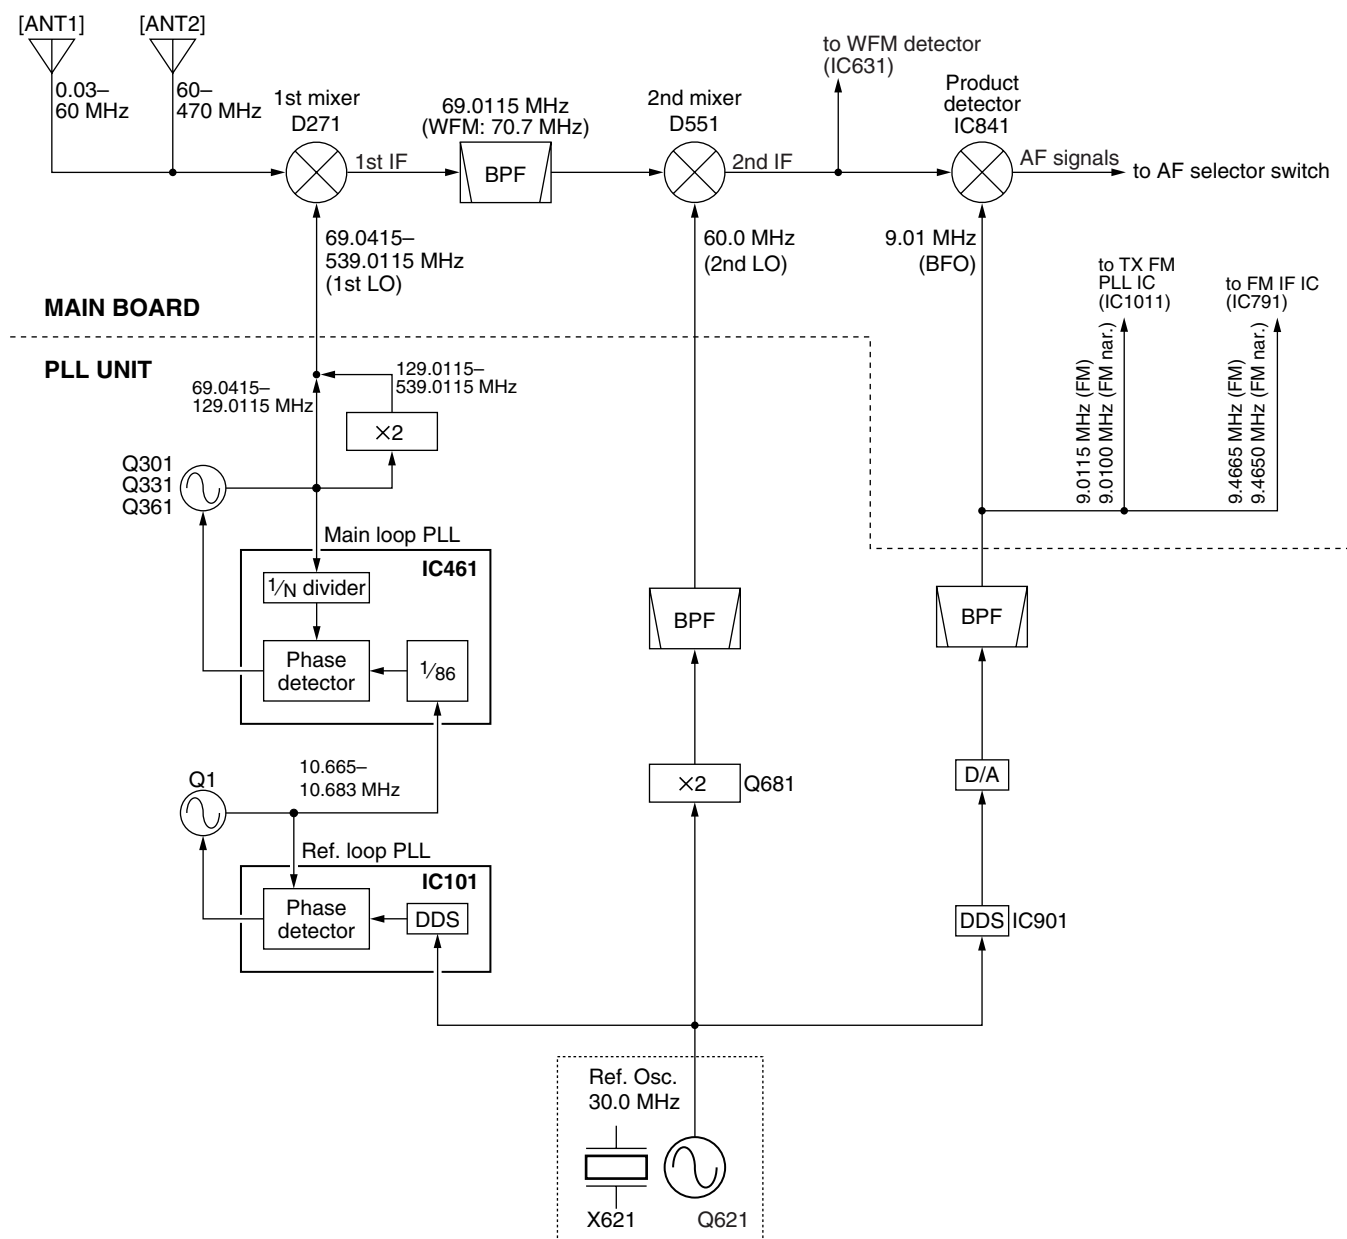 [ANT1]
[ANT2]
0.03–
60 MHz
60–
470 MHz
1st mixer
D271
1st IF
69.0115 MHz
(WFM: 70.7 MHz)
BPF
2nd mixer
D551
2nd IF
to WFM detector
(IC631)
Product
detector
IC841
AF signals
to AF selector switch
69.0415–
539.0115 MHz
(1st LO)
60.0 MHz
(2nd LO)
9.01 MHz
(BFO)
to TX FM
PLL IC
(IC1011)
to FM IF IC
(IC791)
9.0115 MHz (FM)
9.0100 MHz (FM nar.)
9.4665 MHz (FM)
9.4650 MHz (FM nar.)
MAIN BOARD
PLL UNIT
69.0415–
129.0115 MHz
129.0115–
539.0115 MHz
×2
Q301
Q331
Q361
Main loop PLL
IC461
1/N divider
Phase
detector
1/86
BPF
BPF
Q1
10.665–
10.683 MHz
×2
Q681
D/A
Ref. loop PLL
IC101
Phase
detector
DDS
DDS
IC901
Ref. Osc.
30.0 MHz
X621
Q621